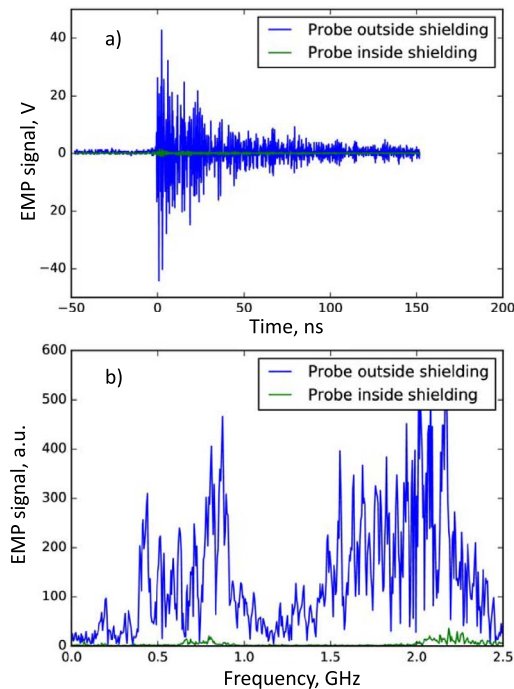 a)
Probe outside shielding
Probe inside shielding
EMP signal, V
40
20
0
20
−40
−50
0
50
100
150
200
Time, ns
b)
Probe outside shielding
Probe inside shielding
EMP signal, a.u.
600
500
400
300
200
100
0
0.0
0.5
1.0
1.5
2.0
2.5
Frequency, GHz